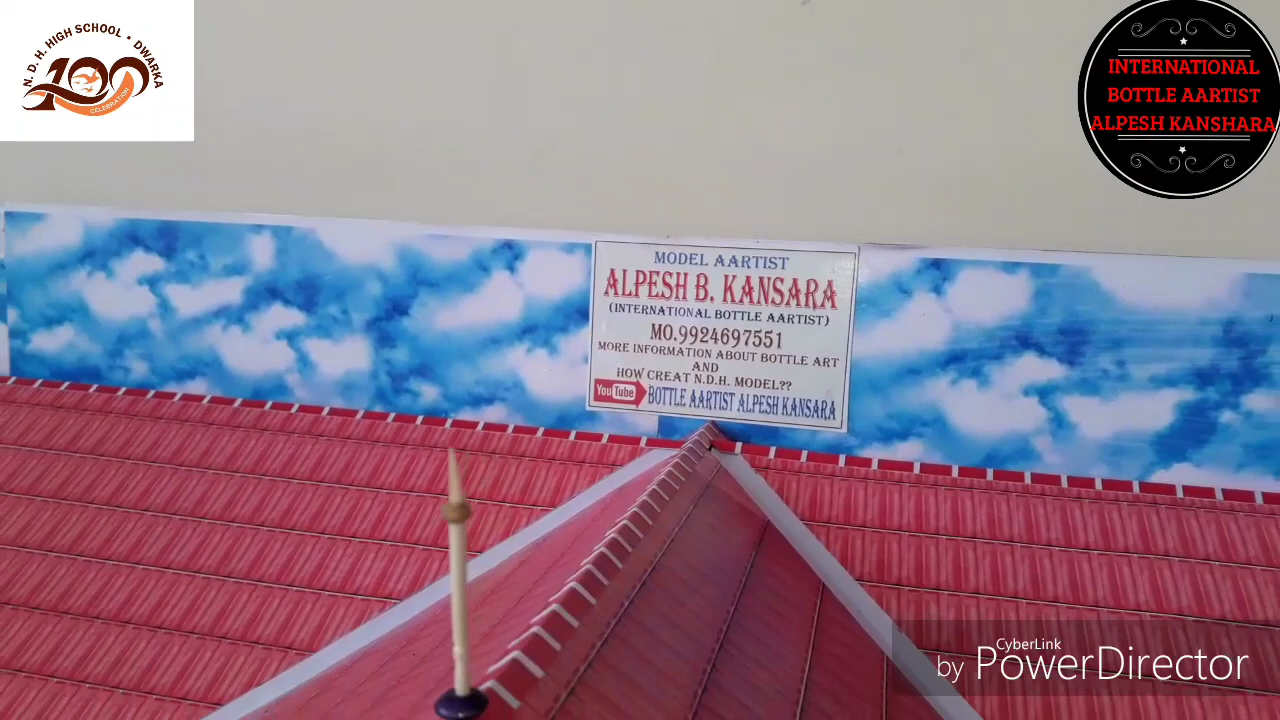 N. D. H. HIGH SCHOOL • DWARKA
100
CELEBRATION
INTERNATIONAL
BOTTLE AARTIST
ALPESH KANSHARA
MODEL AARTIST
ALPESH B. KANSARA
(INTERNATIONAL BOTTLE AARTIST)
MO.9924697551
MORE INFORMATION ABOUT BOTTLE ART
AND
HOW CREAT N.D.H. MODEL??
YouTube BOTTLE AARTIST ALPESH KANSARA
CyberLink
by PowerDirector